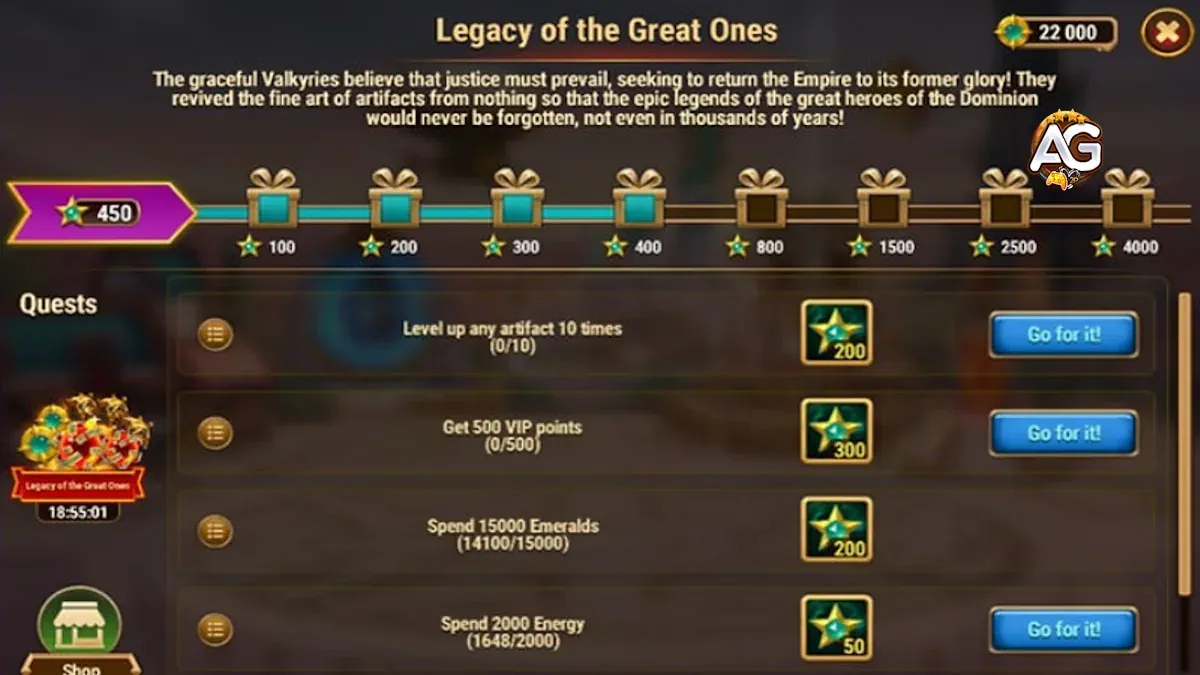 Legacy of the Great Ones
22 000
The graceful Valkyries believe that justice must prevail, seeking to return the Empire to its former glory! They
revived the fine art of artifacts from nothing so that the epic legends of the great heroes of the Dominion
would never be forgotten, not even in thousands of years!
AG
450
100 200 300 400 800 1500 2500 4000
Quests
Level up any artifact 10 times
(0/10)
200
Go for it!
Get 500 VIP points
(0/500)
300
Go for it!
Legacy of the Great Ones
18:55:01
Spend 15000 Emeralds
(14100/15000)
200
Spend 2000 Energy
(1648/2000)
50
Go for it!
Shop